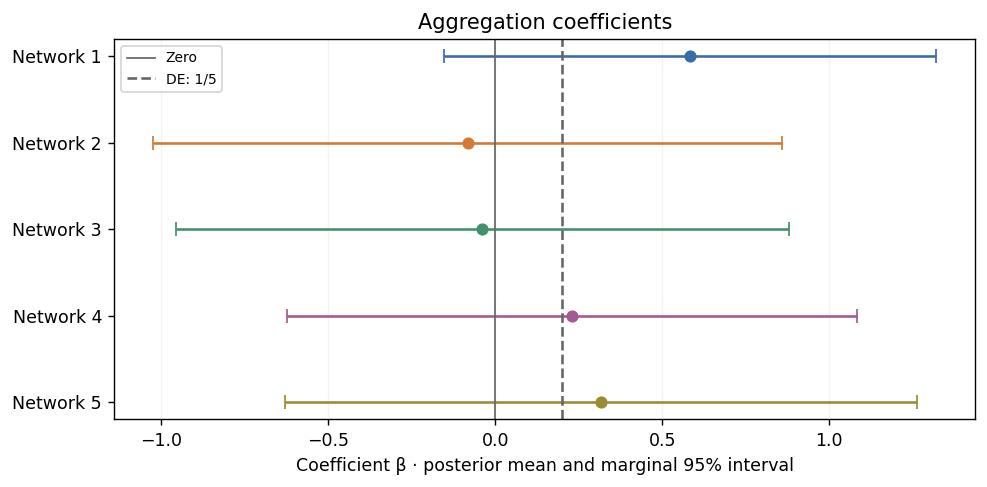 Aggregation coefficients
Zero
DE: 1/5
Network 1
Network 2
Network 3
Network 4
Network 5
−1.0
−0.5
0.0
0.5
1.0
Coefficient β · posterior mean and marginal 95% interval